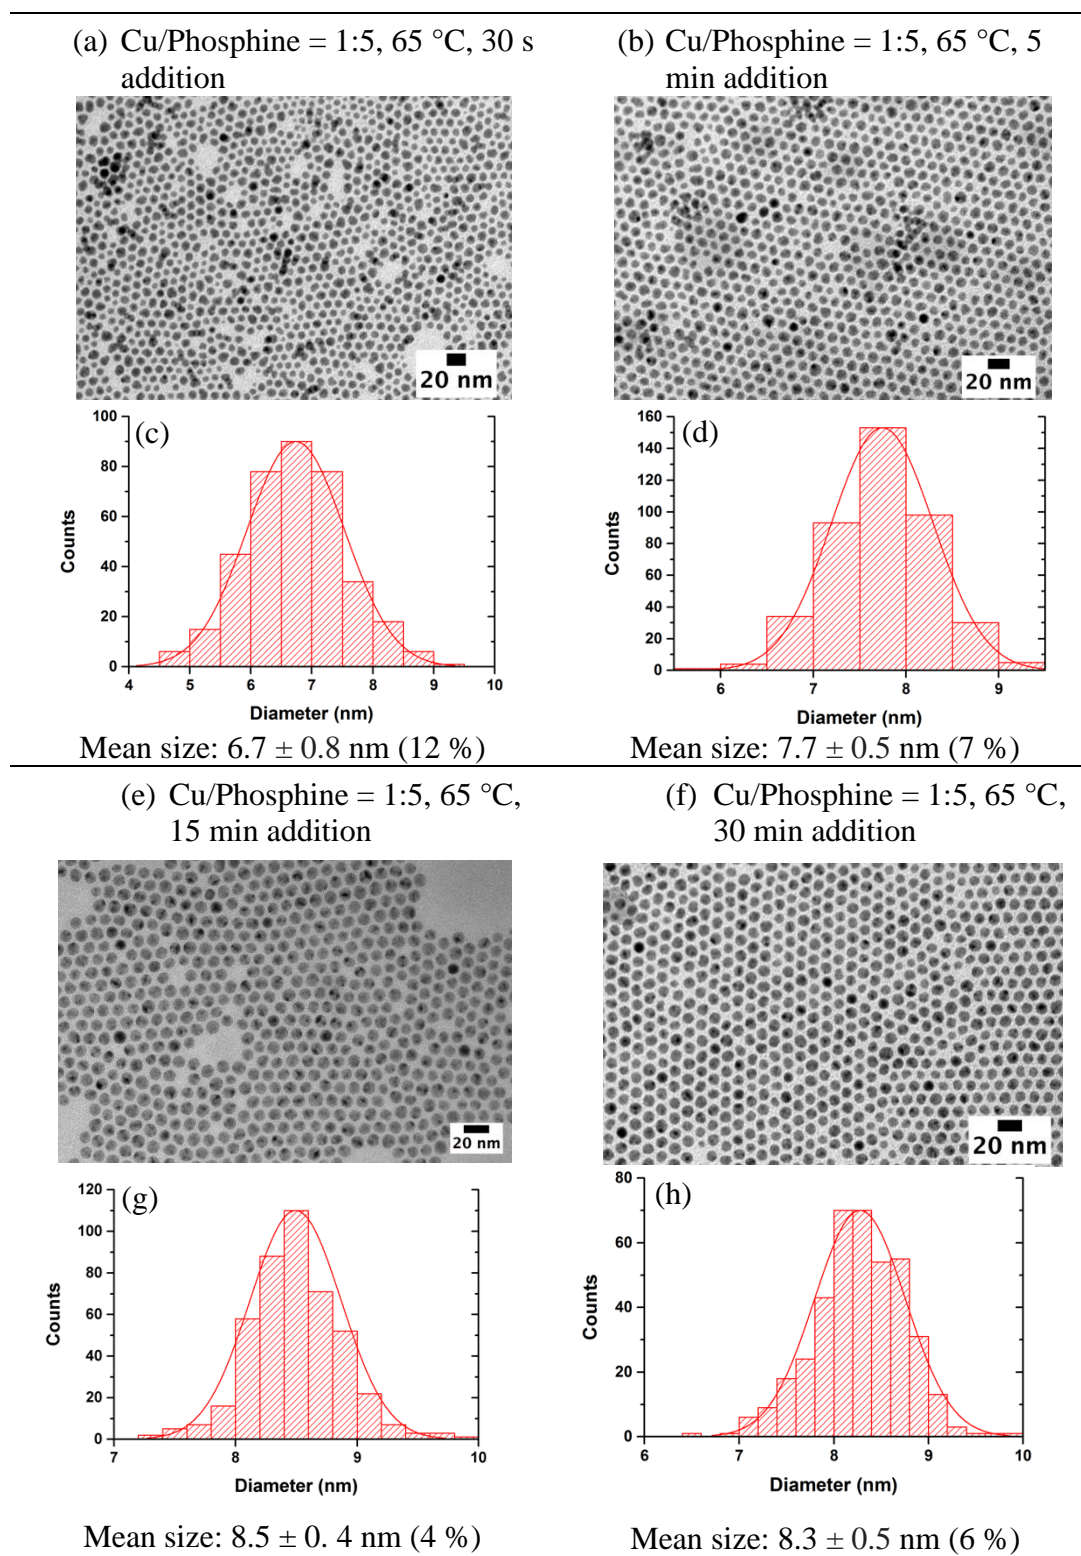 (a) Cu/Phosphine = 1:5, 65 °C, 30 s
addition
(b) Cu/Phosphine = 1:5, 65 °C, 5
min addition
20 nm
20 nm
100
80
60
40
20
0
Counts
(c)
4 5 6 7 8 9 10
Diameter (nm)
Mean size: 6.7 ± 0.8 nm (12 %)
160
140
120
100
80
60
40
20
0
Counts
(d)
6 7 8 9
Diameter (nm)
Mean size: 7.7 ± 0.5 nm (7 %)
(e) Cu/Phosphine = 1:5, 65 °C,
15 min addition
(f) Cu/Phosphine = 1:5, 65 °C,
30 min addition
20 nm
20 nm
120
100
80
60
40
20
0
Counts
(g)
7 8 9 10
Diameter (nm)
Mean size: 8.5 ± 0. 4 nm (4 %)
80
60
40
20
0
Counts
(h)
6 7 8 9 10
Diameter (nm)
Mean size: 8.3 ± 0.5 nm (6 %)